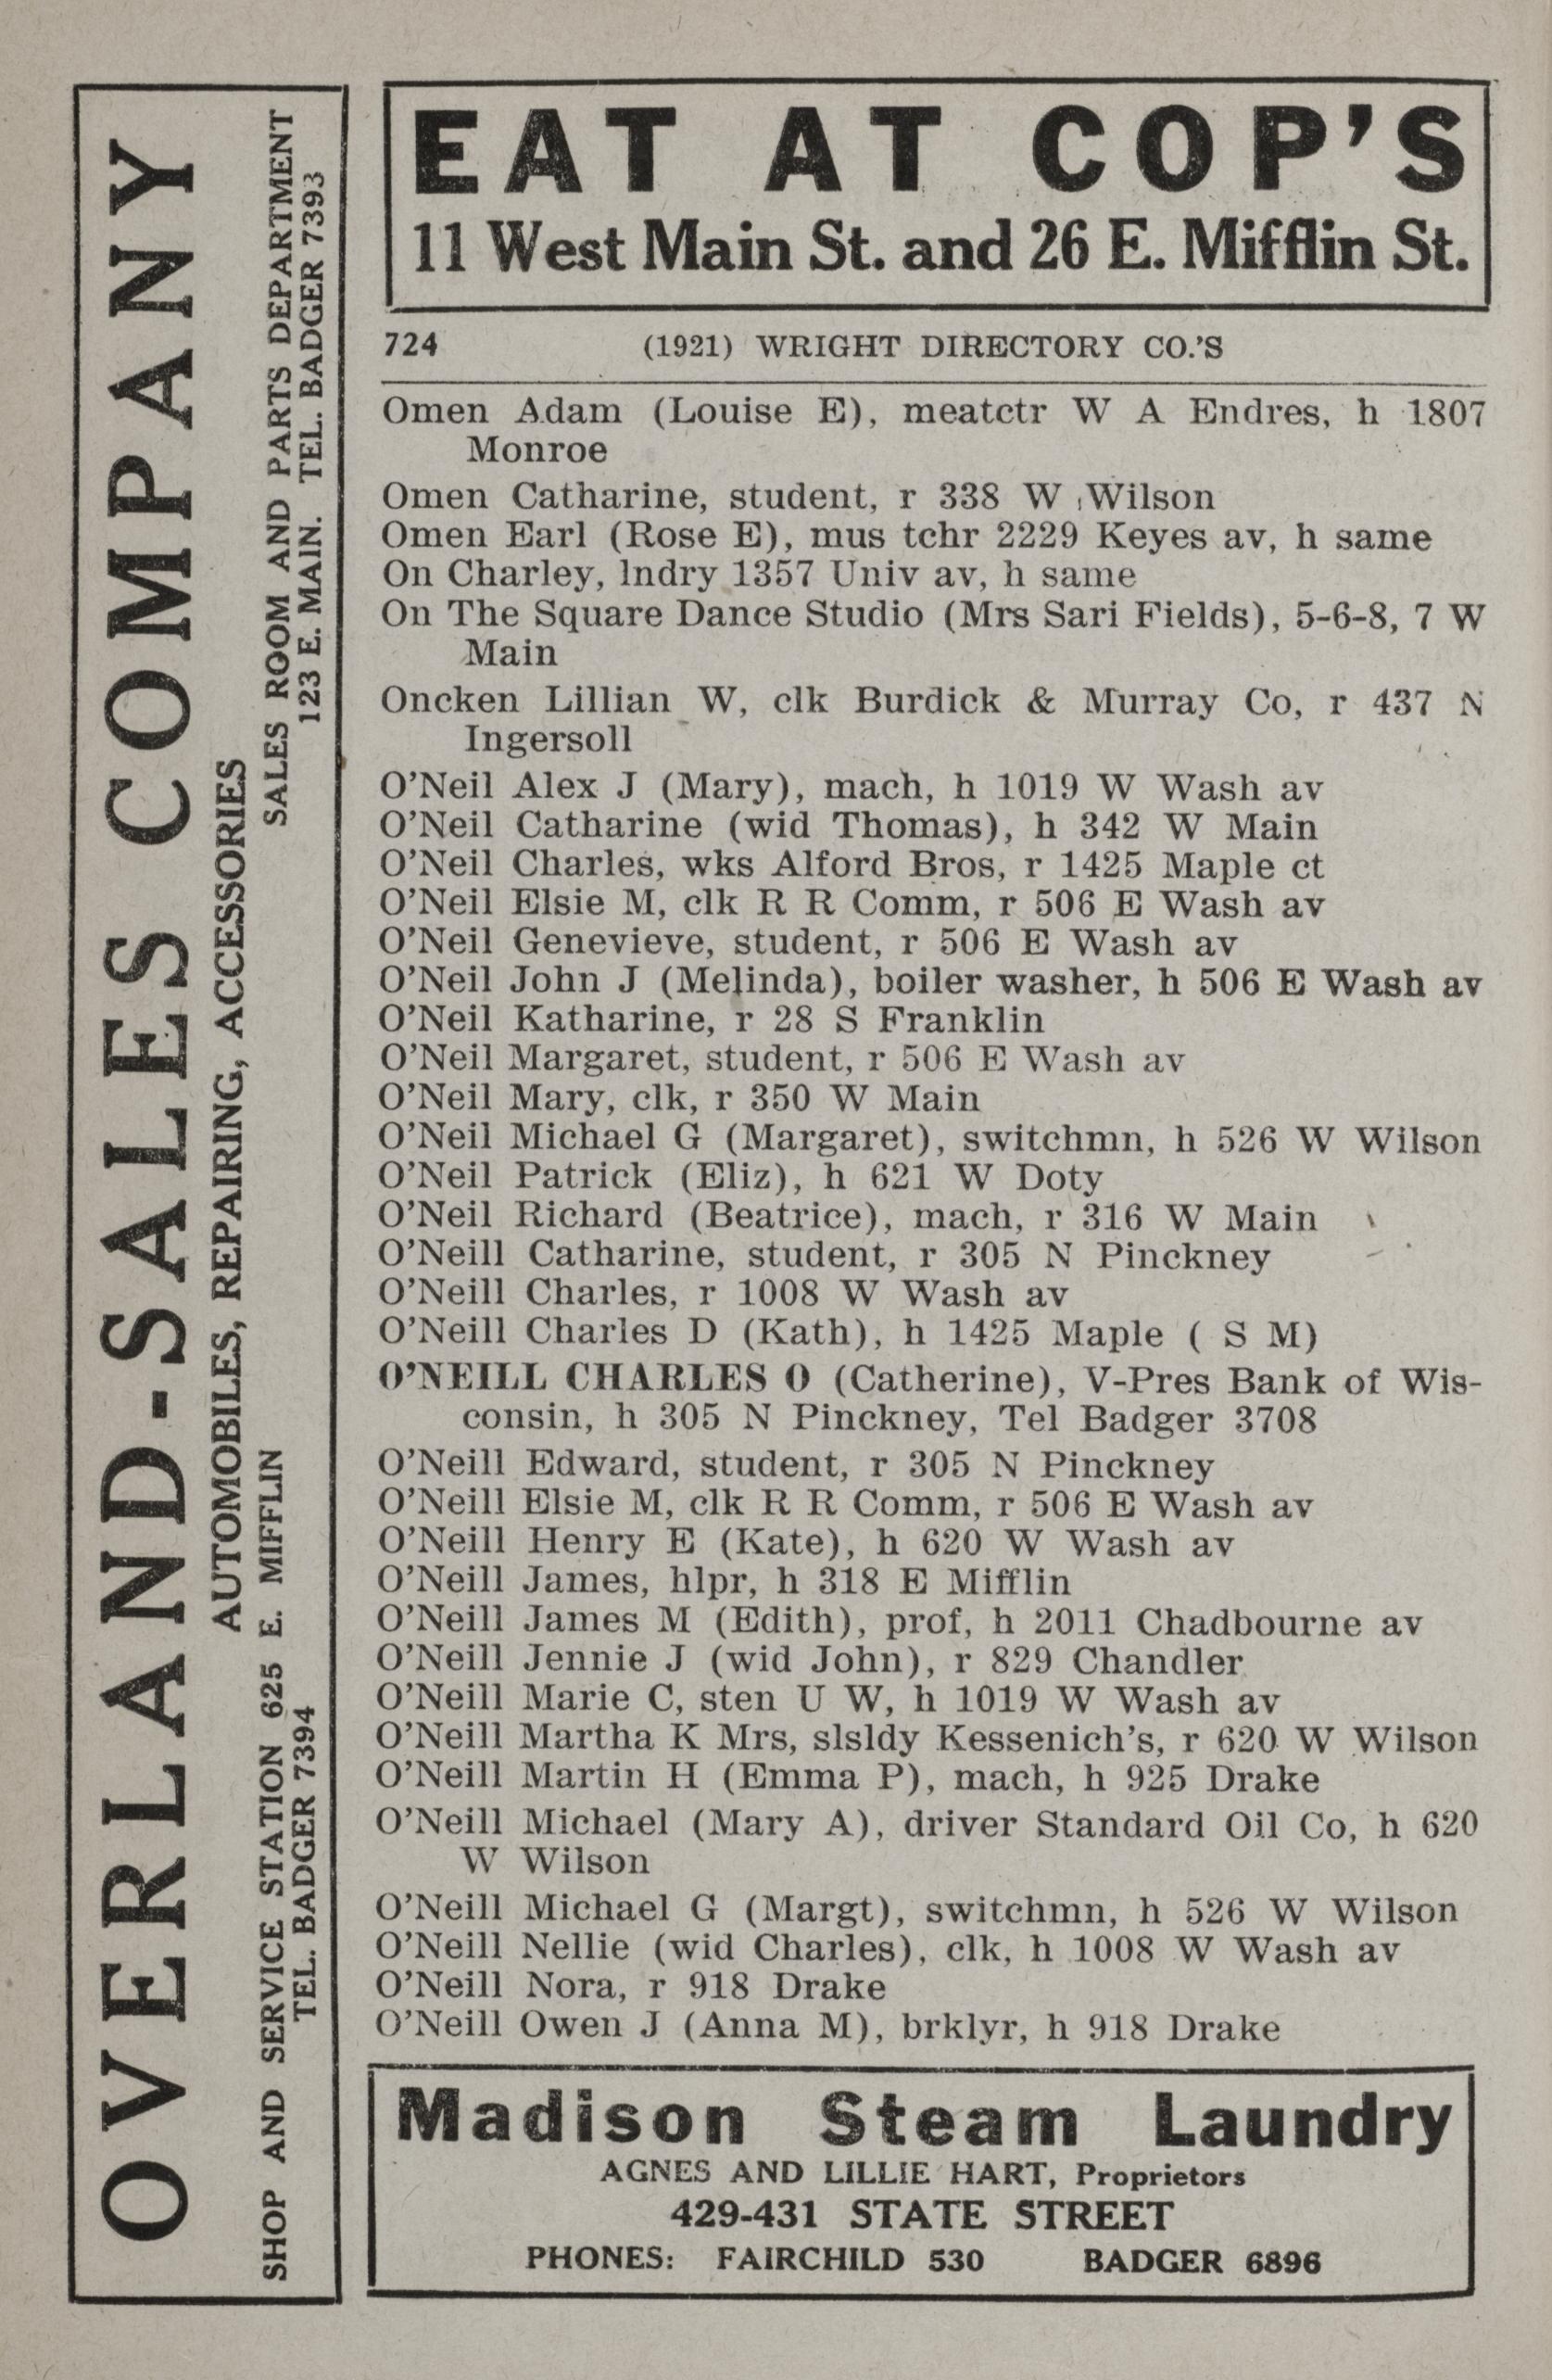 EAT AT COP'S
11 West Main St. and 26 E. Mifflin St.
OVERLAND-SALES COMPANY
AUTOMOBILES, REPAIRING, ACCESSORIES
SHOP AND SERVICE STATION 625 E. MIFFLIN
TEL. BADGER 7394
SALES ROOM AND PARTS DEPARTMENT
123 E. MAIN. TEL. BADGER 7393
724 (1921) WRIGHT DIRECTORY CO.'S
Omen Adam (Louise E), meatctr W A Endres, h 1807
Monroe
Omen Catharine, student, r 338 W Wilson
Omen Earl (Rose E), mus tchr 2229 Keyes av, h same
On Charley, lndry 1357 Univ av, h same
On The Square Dance Studio (Mrs Sari Fields), 5-6-8, 7 W
Main
Oncken Lillian W, clk Burdick & Murray Co, r 437 N
Ingersoll
O'Neil Alex J (Mary), mach, h 1019 W Wash av
O'Neil Catharine (wid Thomas), h 342 W Main
O'Neil Charles, wks Alford Bros, r 1425 Maple ct
O'Neil Elsie M, clk R R Comm, r 506 E Wash av
O'Neil Genevieve, student, r 506 E Wash av
O'Neil John J (Melinda), boiler washer, h 506 E Wash av
O'Neil Katharine, r 28 S Franklin
O'Neil Margaret, student, r 506 E Wash av
O'Neil Mary, clk, r 350 W Main
O'Neil Michael G (Margaret), switchmn, h 526 W Wilson
O'Neil Patrick (Eliz), h 621 W Doty
O'Neil Richard (Beatrice), mach, r 316 W Main
O'Neill Catharine, student, r 305 N Pinckney
O'Neill Charles, r 1008 W Wash av
O'Neill Charles D (Kath), h 1425 Maple ( S M)
O'NEILL CHARLES O (Catherine), V-Pres Bank of Wis-
consin, h 305 N Pinckney, Tel Badger 3708
O'Neill Edward, student, r 305 N Pinckney
O'Neill Elsie M, clk R R Comm, r 506 E Wash av
O'Neill Henry E (Kate), h 620 W Wash av
O'Neill James, hlpr, h 318 E Mifflin
O'Neill James M (Edith), prof, h 2011 Chadbourne av
O'Neill Jennie J (wid John), r 829 Chandler
O'Neill Marie C, sten U W, h 1019 W Wash av
O'Neill Martha K Mrs, slsldy Kessenich's, r 620 W Wilson
O'Neill Martin H (Emma P), mach, h 925 Drake
O'Neill Michael (Mary A), driver Standard Oil Co, h 620
W Wilson
O'Neill Michael G (Margt), switchmn, h 526 W Wilson
O'Neill Nellie (wid Charles), clk, h 1008 W Wash av
O'Neill Nora, r 918 Drake
O'Neill Owen J (Anna M), brklyr, h 918 Drake
Madison Steam Laundry
AGNES AND LILLIE HART, Proprietors
429-431 STATE STREET
PHONES: FAIRCHILD 530 BADGER 6896